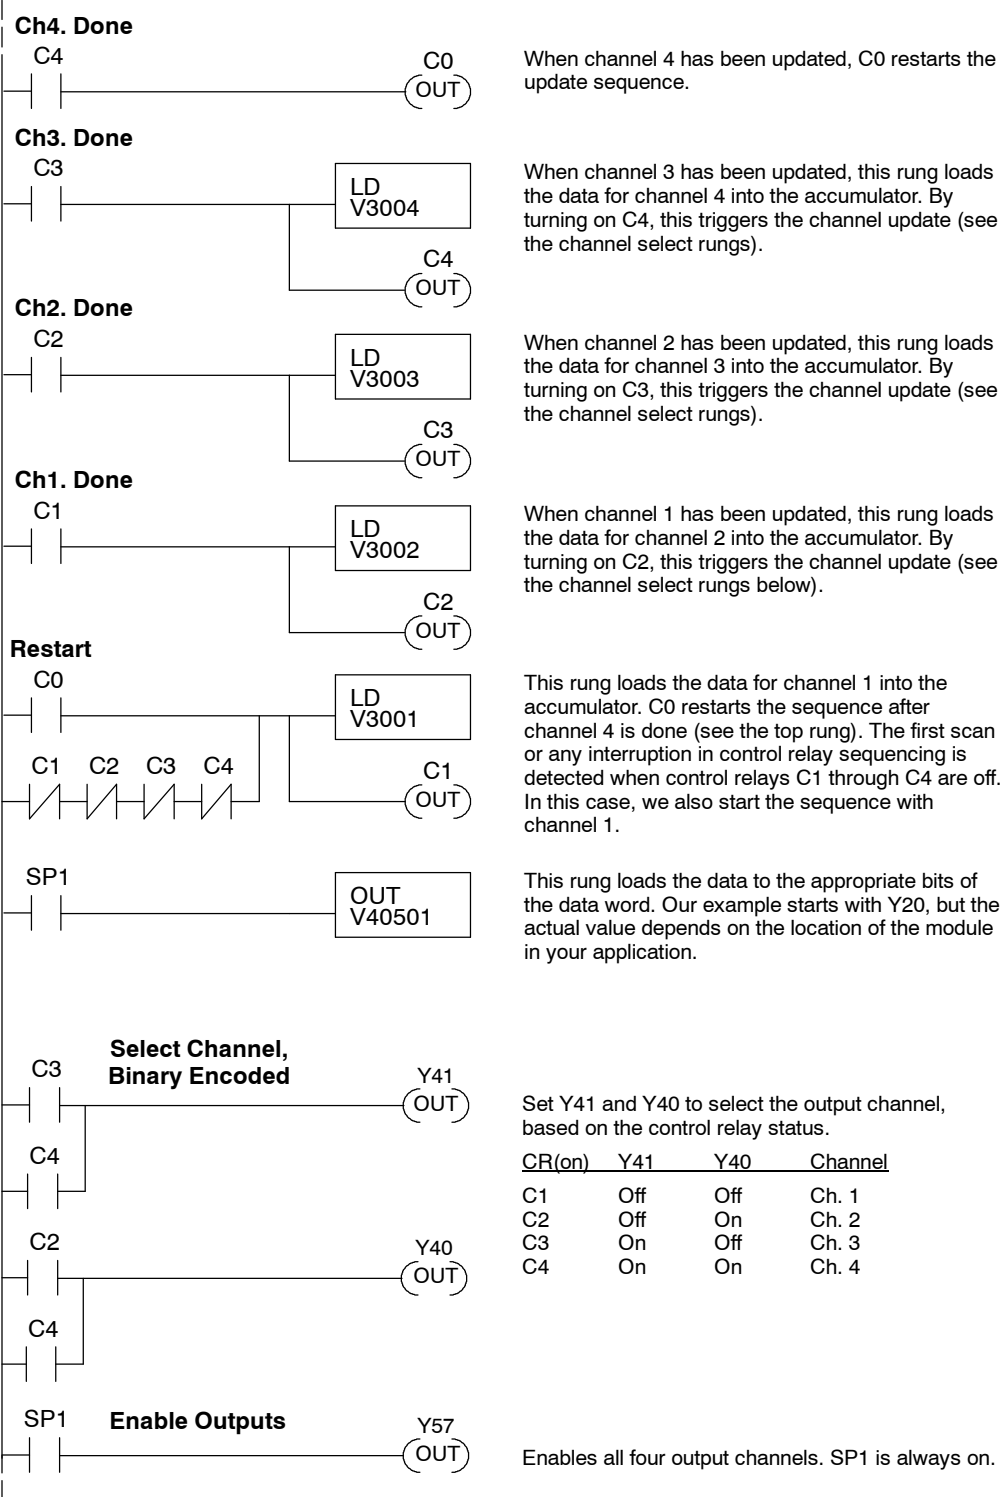 Ch4. Done
C4
C0
OUT
When channel 4 has been updated, C0 restarts the
update sequence.
Ch3. Done
C3
LD
V3004
C4
OUT
When channel 3 has been updated, this rung loads
the data for channel 4 into the accumulator. By
turning on C4, this triggers the channel update (see
the channel select rungs).
Ch2. Done
C2
LD
V3003
C3
OUT
When channel 2 has been updated, this rung loads
the data for channel 3 into the accumulator. By
turning on C3, this triggers the channel update (see
the channel select rungs).
Ch1. Done
C1
LD
V3002
C2
OUT
When channel 1 has been updated, this rung loads
the data for channel 2 into the accumulator. By
turning on C2, this triggers the channel update (see
the channel select rungs below).
Restart
C0
LD
V3001
C1 C2 C3 C4
C1
OUT
This rung loads the data for channel 1 into the
accumulator. C0 restarts the sequence after
channel 4 is done (see the top rung). The first scan
or any interruption in control relay sequencing is
detected when control relays C1 through C4 are off.
In this case, we also start the sequence with
channel 1.
SP1
OUT
V40501
This rung loads the data to the appropriate bits of
the data word. Our example starts with Y20, but the
actual value depends on the location of the module
in your application.
Select Channel,
Binary Encoded
C3
Y41
OUT
C4
Set Y41 and Y40 to select the output channel,
based on the control relay status.
CR(on) Y41 Y40 Channel
C1 Off Off Ch. 1
C2 Off On Ch. 2
C3 On Off Ch. 3
C4 On On Ch. 4
C2
Y40
OUT
C4
SP1
Enable Outputs
Y57
OUT
Enables all four output channels. SP1 is always on.